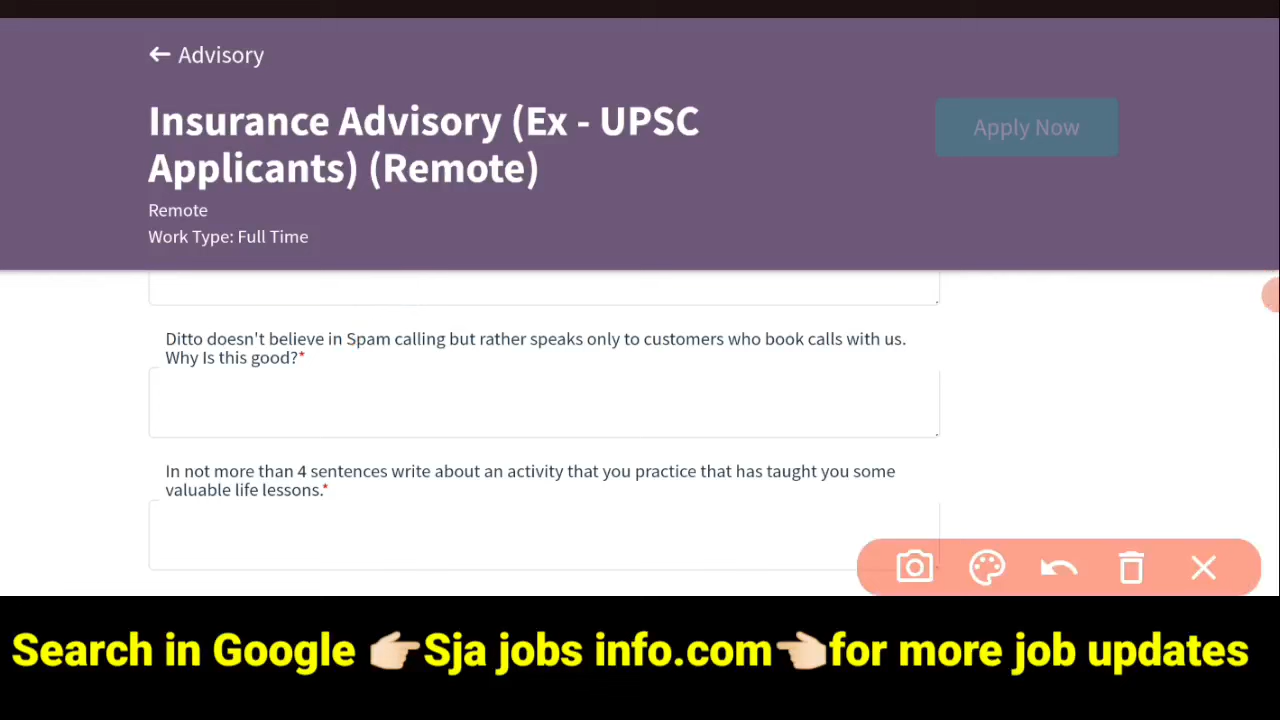 ← Advisory
Insurance Advisory (Ex - UPSC
Applicants) (Remote)
Apply Now
Remote
Work Type: Full Time
Ditto doesn't believe in Spam calling but rather speaks only to customers who book calls with us.
Why Is this good?*
In not more than 4 sentences write about an activity that you practice that has taught you some
valuable life lessons.*
Search in Google 👉🏻Sja jobs info.com👈🏻for more job updates